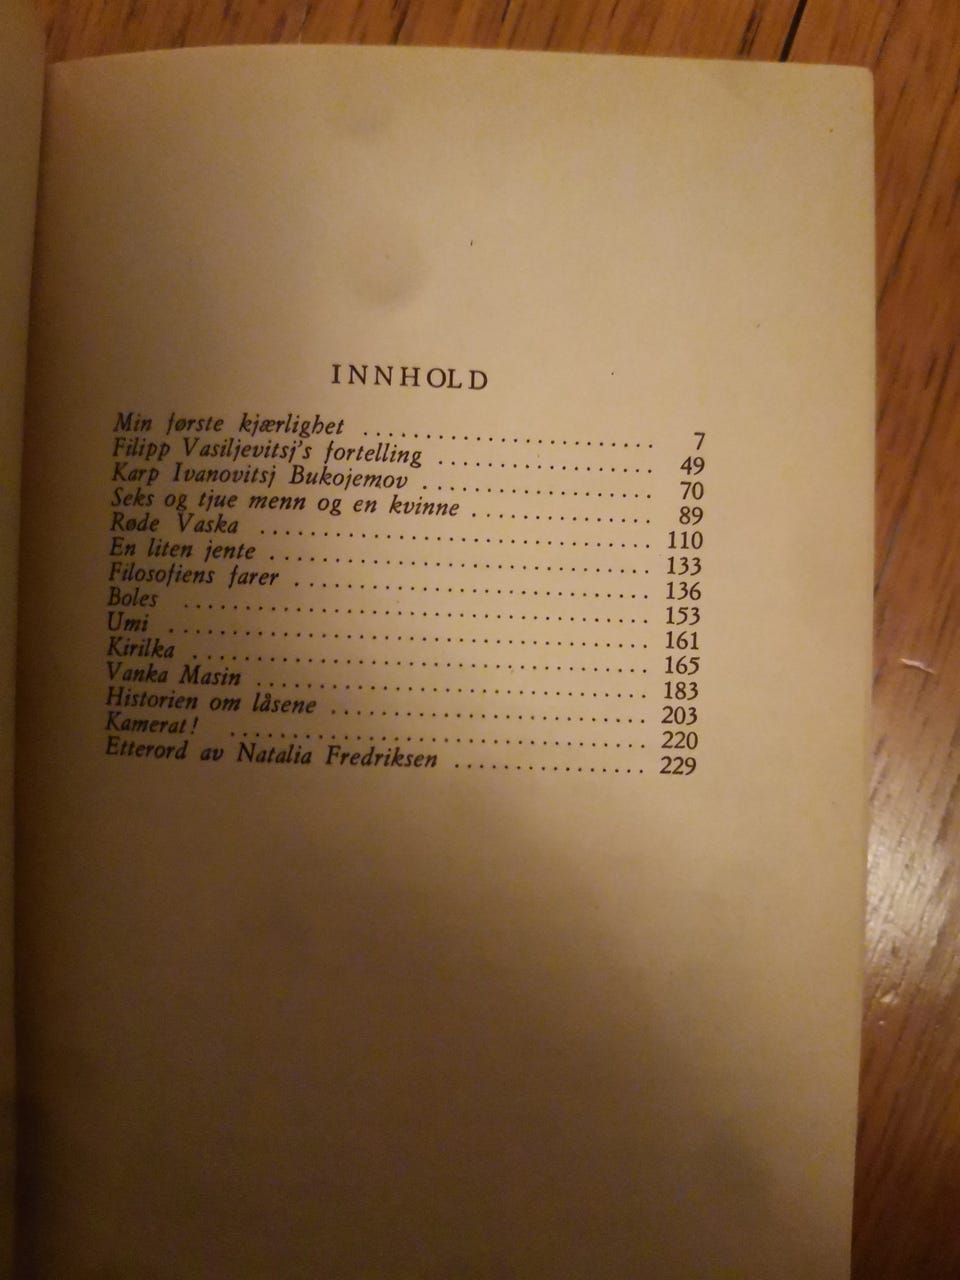 INNHOLD
Min første kjærlighet ........................ 7
Filipp Vasiljevitsj's fortelling .................. 49
Karp Ivanovitsj Bukojemov ................... 70
Seks og tjue menn og en kvinne ............... 89
Røde Vaska ................................ 110
En liten jente ............................... 133
Filosofiens farer ............................. 136
Boles ...................................... 153
Umi ....................................... 161
Kirilka ..................................... 165
Vanka Masin ................................ 183
Historien om låsene .......................... 203
Kamerat! .................................. 220
Etterord av Natalia Fredriksen ................ 229